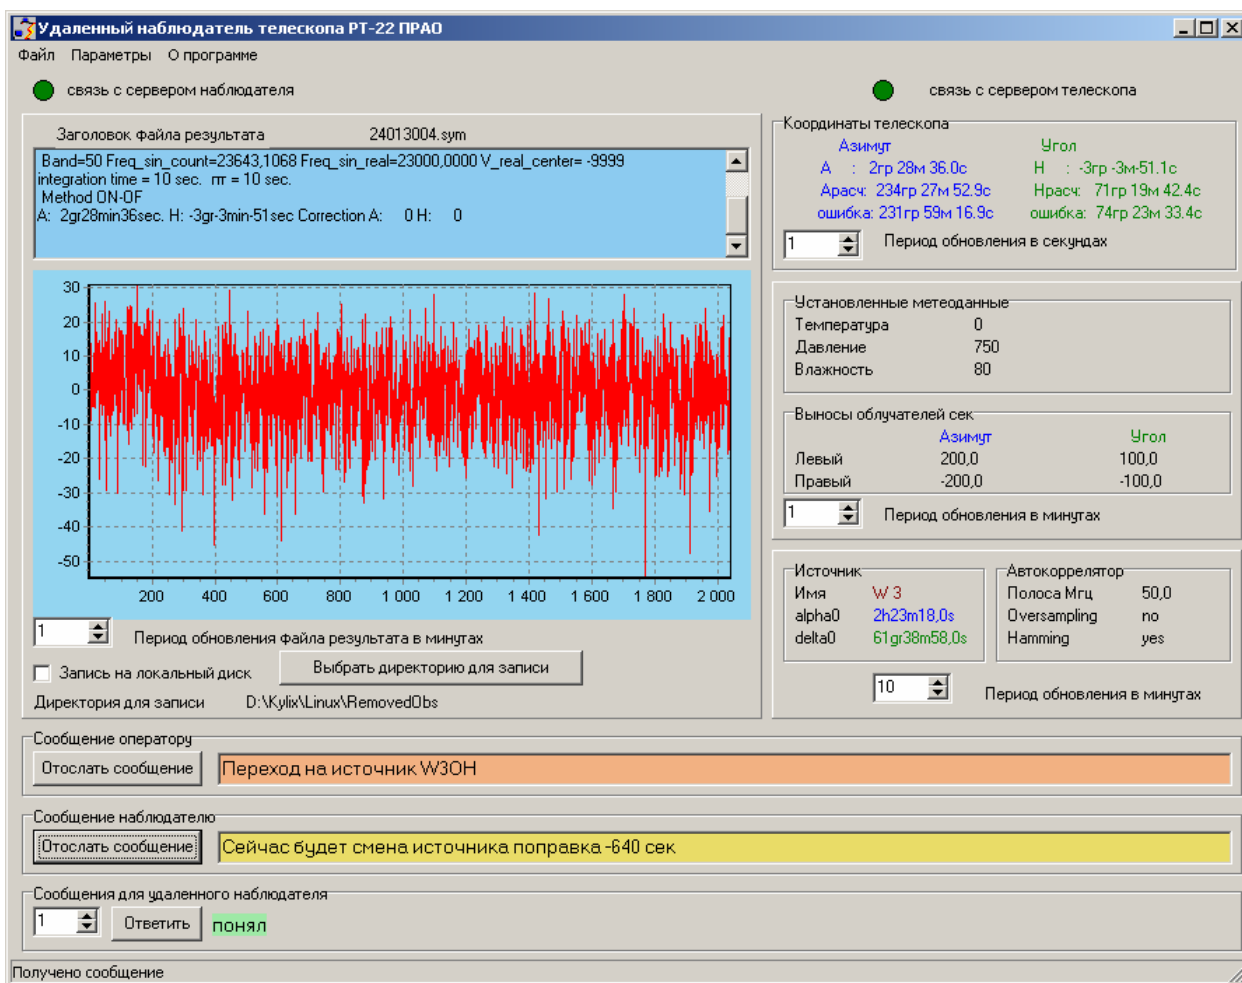 Удаленный наблюдатель телескопа РТ-22 ПРАО
Файл Параметры О программе
связь с сервером наблюдателя
связь с сервером телескопа
Заголовок файла результата 24013004.sym
Band=50 Freq_sin_count=23643,1068 Freq_sin_real=23000,0000 V_real_center= -9999
integration time = 10 sec. тт = 10 sec.
Method ON-OF
A: 2gr28min36sec. H: -3gr-3min-51sec Correction A: 0 H: 0
30
20
10
0
-10
-20
-30
-40
-50
200 400 600 800 1 000 1 200 1 400 1 600 1 800 2 000
1 Период обновления файла результата в минутах
Запись на локальный диск Выбрать директорию для записи
Директория для записи D:\Kylix\Linux\RemovedObs
Координаты телескопа
Азимут Угол
А : 2гр 28м 36.0с Н : -3гр -3м-51.1с
Арасч: 234гр 27м 52.9с Нрасч: 71гр 19м 42.4с
ошибка: 231гр 59м 16.9с ошибка: 74гр 23м 33.4с
1 Период обновления в секундах
Установленные метеоданные
Температура 0
Давление 750
Влажность 80
Выносы облучателей сек
Азимут Угол
Левый 200,0 100,0
Правый -200,0 -100,0
1 Период обновления в минутах
Источник
Имя W 3
alpha0 2h23m18,0s
delta0 61gr38m58,0s
Автокоррелятор
Полоса Мгц 50,0
Oversampling no
Hamming yes
10 Период обновления в минутах
Сообщение оператору
Отослать сообщение Переход на источник W3OH
Сообщение наблюдателю
Отослать сообщение Сейчас будет смена источника поправка -640 сек
Сообщения для удаленного наблюдателя
1 Ответить понял
Получено сообщение